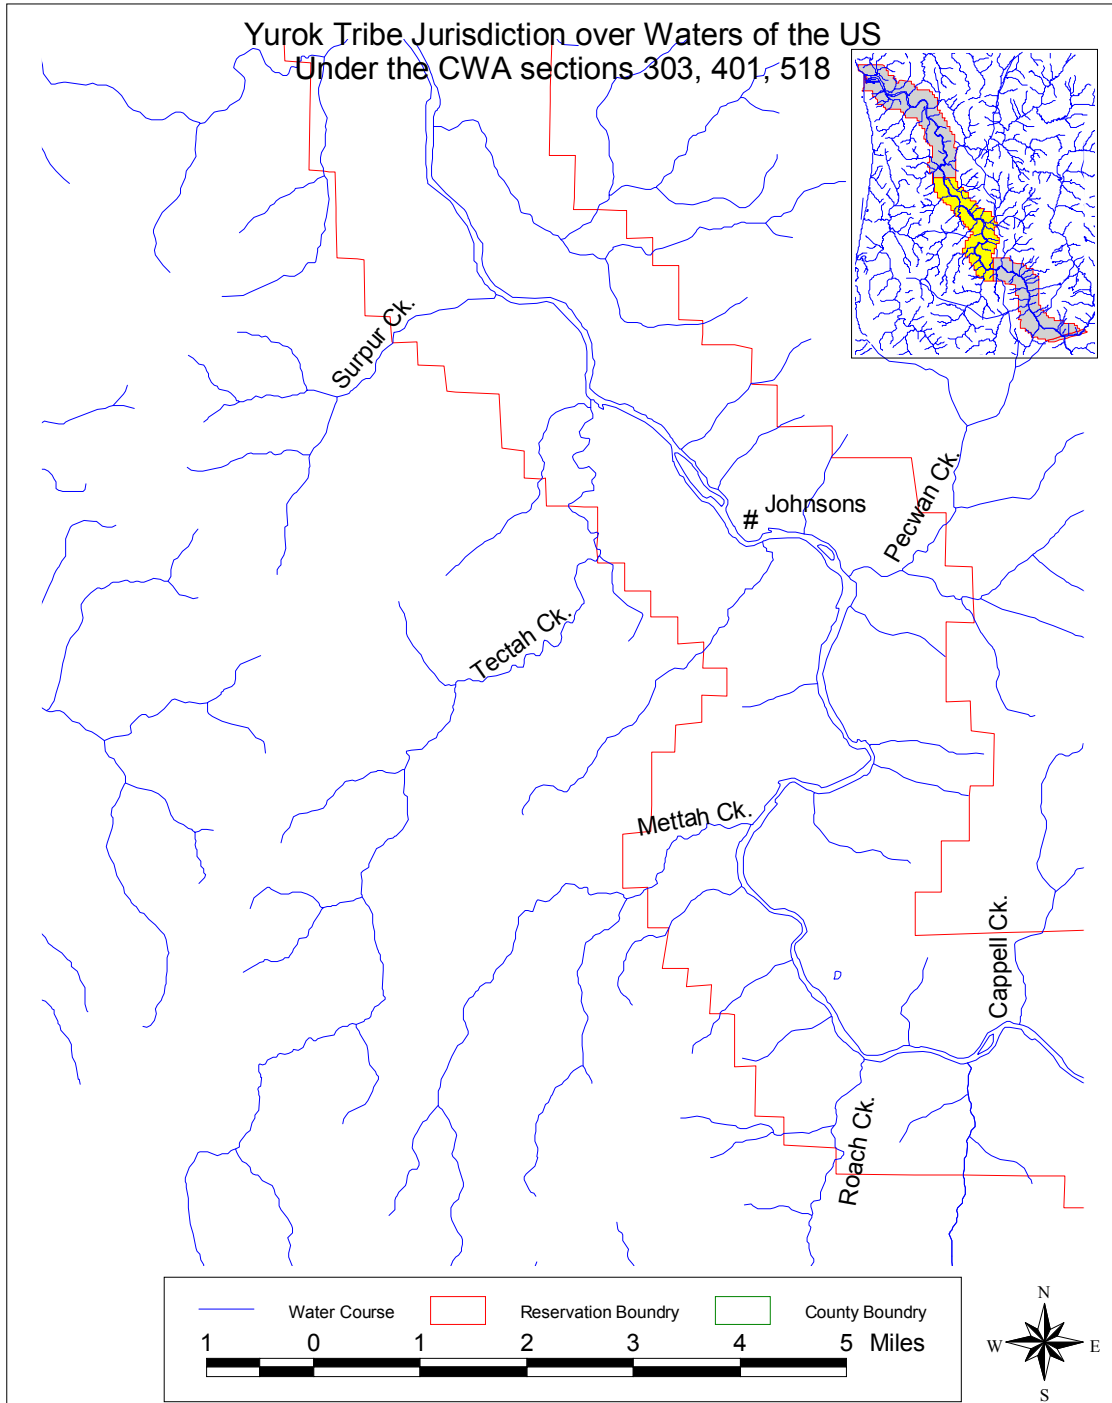 Yurok Tribe Jurisdiction over Waters of the US
Under the CWA sections 303, 401, 518
Surpur Ck.
# Johnsons
Pecwan Ck.
Tectah Ck.
Mettah Ck.
Cappell Ck.
Roach Ck.
Water Course
Reservation Boundry
County Boundry
1 0 1 2 3 4 5 Miles
N
W E
S